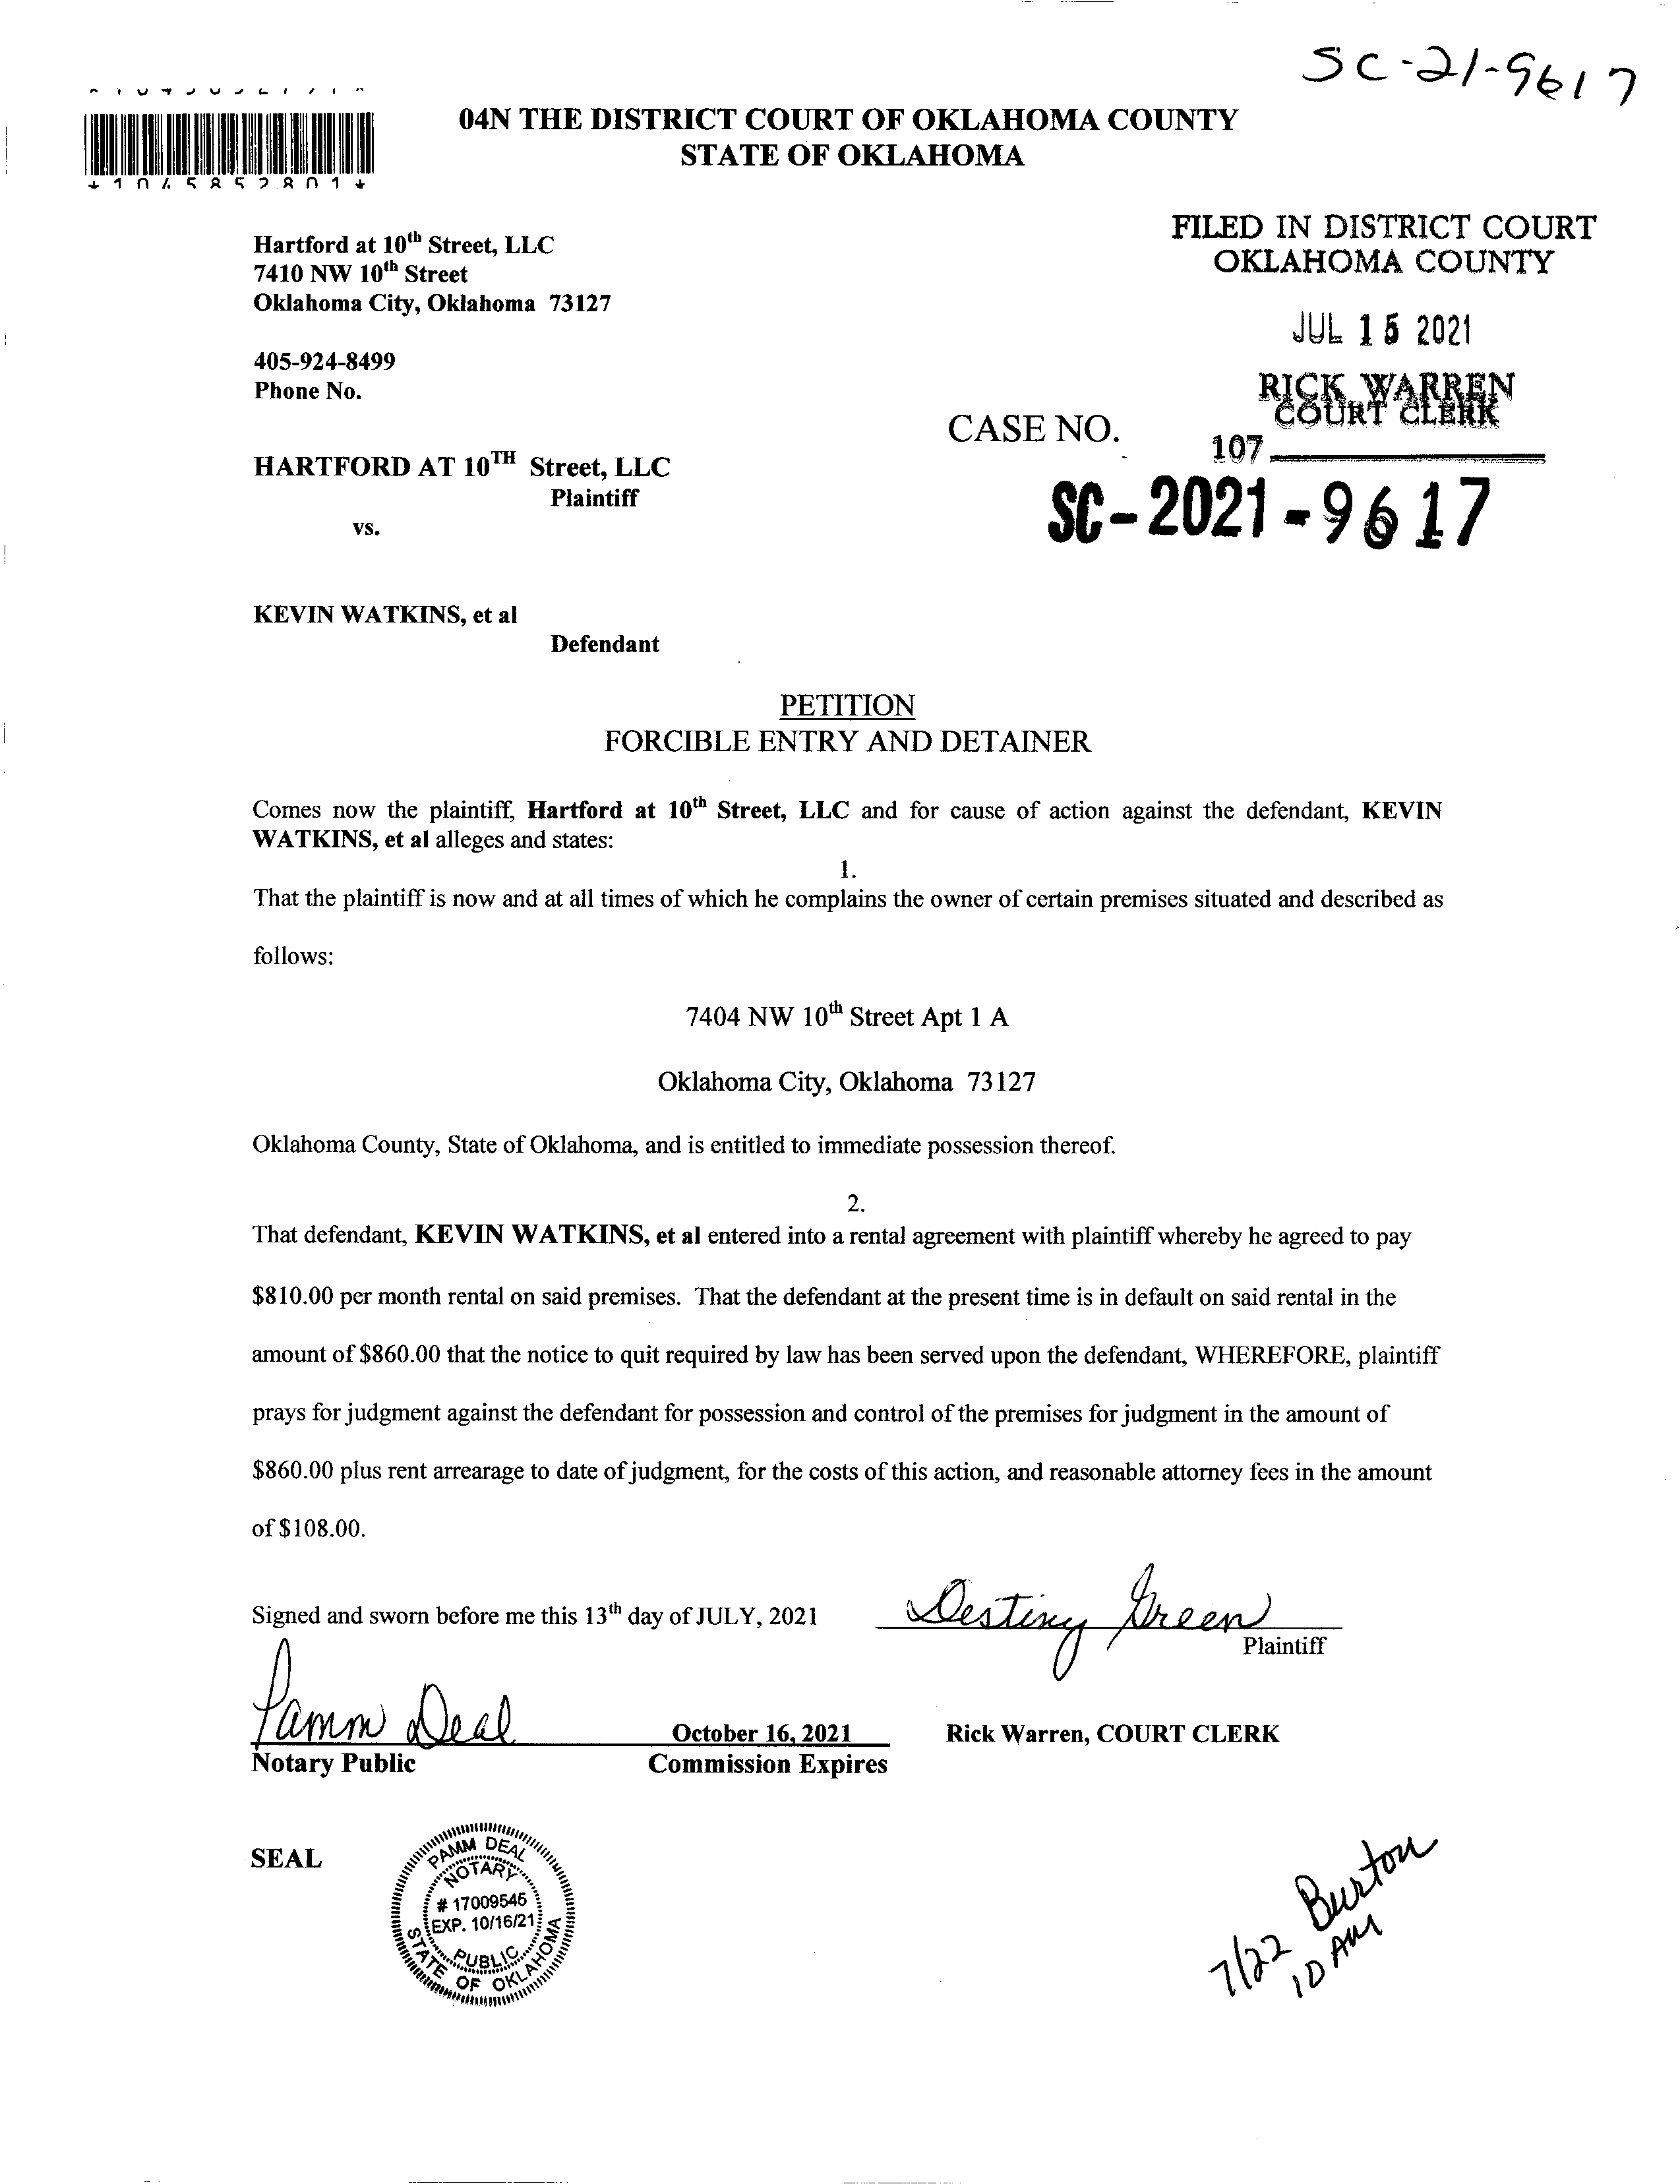 SC-21-9617
*1045852801*
04N THE DISTRICT COURT OF OKLAHOMA COUNTY
STATE OF OKLAHOMA
FILED IN DISTRICT COURT
OKLAHOMA COUNTY
JUL 15 2021
RICK WARREN
COURT CLERK
107
Hartford at 10th Street, LLC
7410 NW 10th Street
Oklahoma City, Oklahoma 73127
405-924-8499
Phone No.
CASE NO.
SC-2021-9617
HARTFORD AT 10TH Street, LLC
Plaintiff
vs.
KEVIN WATKINS, et al
Defendant
PETITION
FORCIBLE ENTRY AND DETAINER
Comes now the plaintiff, Hartford at 10th Street, LLC and for cause of action against the defendant, KEVIN
WATKINS, et al alleges and states:
1.
That the plaintiff is now and at all times of which he complains the owner of certain premises situated and described as
follows:
7404 NW 10th Street Apt 1 A
Oklahoma City, Oklahoma 73127
Oklahoma County, State of Oklahoma, and is entitled to immediate possession thereof.
2.
That defendant, KEVIN WATKINS, et al entered into a rental agreement with plaintiff whereby he agreed to pay
$810.00 per month rental on said premises. That the defendant at the present time is in default on said rental in the
amount of $860.00 that the notice to quit required by law has been served upon the defendant, WHEREFORE, plaintiff
prays for judgment against the defendant for possession and control of the premises for judgment in the amount of
$860.00 plus rent arrearage to date of judgment, for the costs of this action, and reasonable attorney fees in the amount
of $108.00.
Signed and sworn before me this 13th day of JULY, 2021
Destiny Green
Plaintiff
Pamm Deal
Notary Public
October 16, 2021
Commission Expires
Rick Warren, COURT CLERK
SEAL
PAMM DEAL
NOTARY
# 17009545
EXP. 10/16/21
PUBLIC
STATE OF OKLAHOMA
7/22 Burton
10 AM